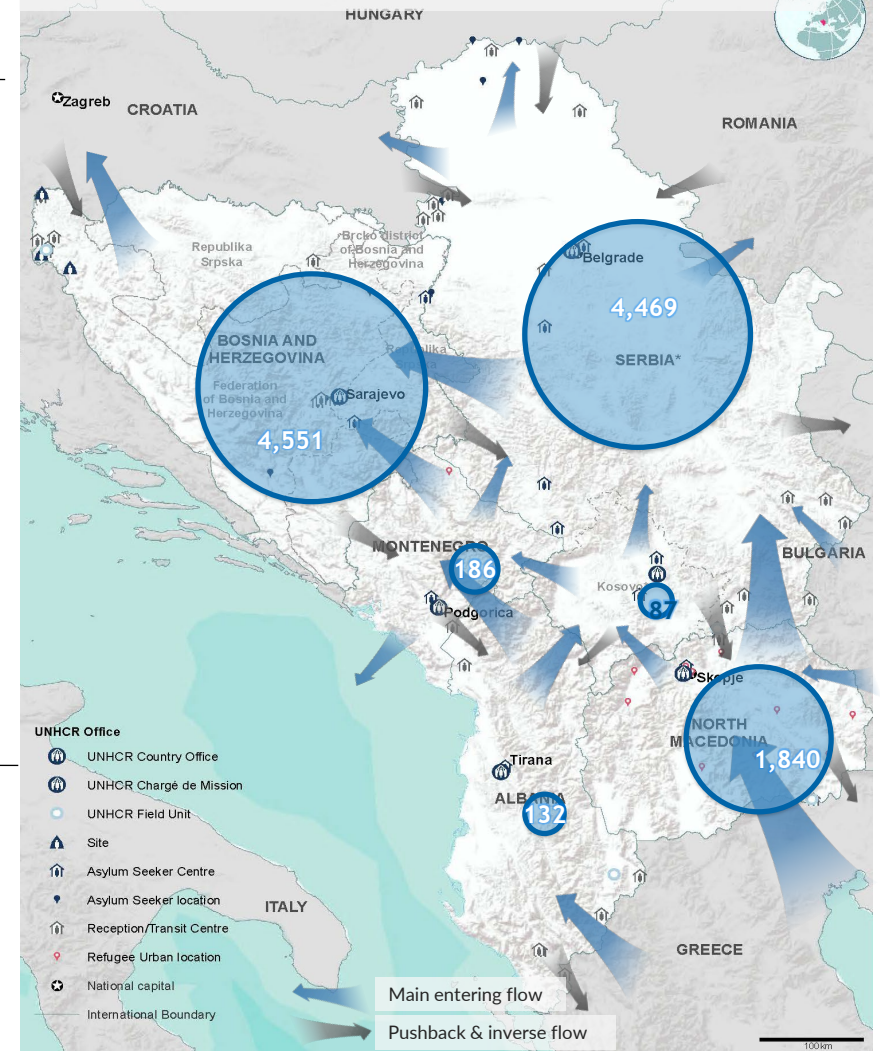 HUNGARY
Zagreb
CROATIA
ROMANIA
Republika
Srpska
Brcko district
of Bosnia and
Herzegovina
Belgrade
4,469
SERBIA*
BOSNIA AND
HERZEGOVINA
Federation
of Bosnia and
Herzegovina
Sarajevo
4,551
MONTENEGRO
186
BULGARIA
Kosovo
87
Podgorica
Skopje
NORTH
MACEDONIA
1,840
Tirana
ALBANIA
132
ITALY
GREECE
UNHCR Office
UNHCR Country Office
UNHCR Chargé de Mission
UNHCR Field Unit
Site
Asylum Seeker Centre
Asylum Seeker location
Reception/Transit Centre
Refugee Urban location
National capital
International Boundary
Main entering flow
Pushback & inverse flow
100km